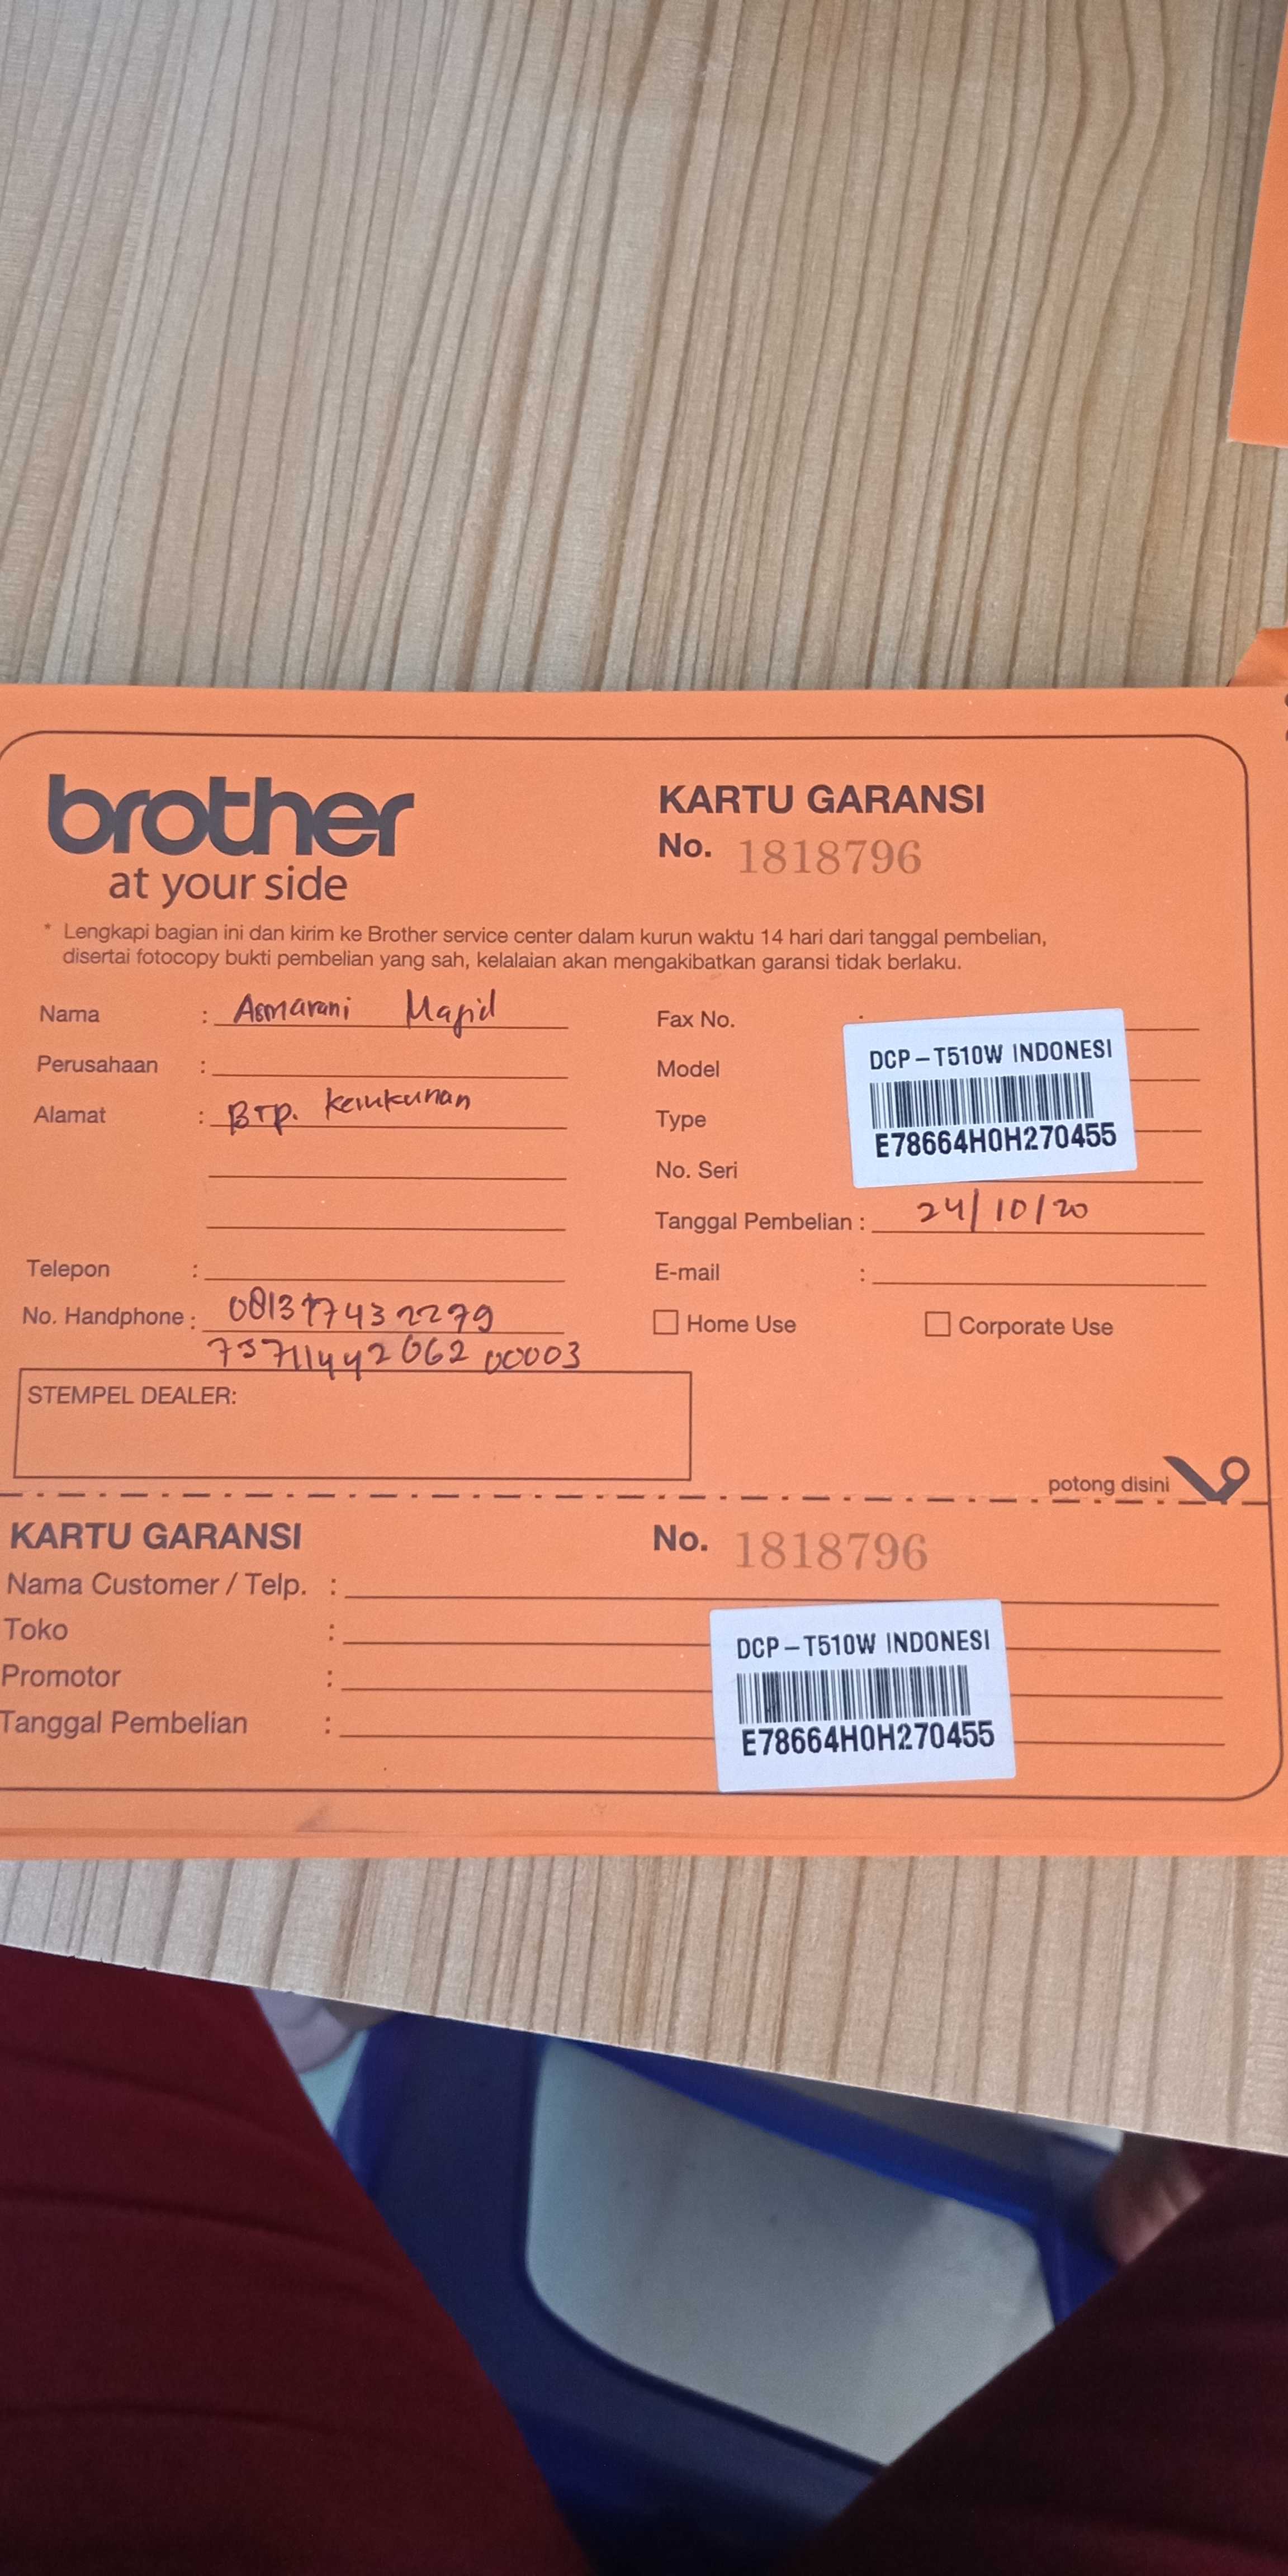 brother
at your side
KARTU GARANSI
No. 1818796
* Lengkapi bagian ini dan kirim ke Brother service center dalam kurun waktu 14 hari dari tanggal pembelian,
disertai fotocopy bukti pembelian yang sah, kelalaian akan mengakibatkan garansi tidak berlaku.
Nama : Asmarani Majid
Perusahaan :
Alamat : BTP.
Telepon :
No. Handphone : 081377432279
7571144206200003
STEMPEL DEALER:
Fax No. :
Model
Type
No. Seri
DCP-T510W INDONESI
E78664H0H270455
Tanggal Pembelian : 24/10/20
E-mail :
Home Use Corporate Use
potong disini
KARTU GARANSI No. 1818796
Nama Customer / Telp. :
Toko :
Promotor :
Tanggal Pembelian :
DCP-T510W INDONESI
E78664H0H270455